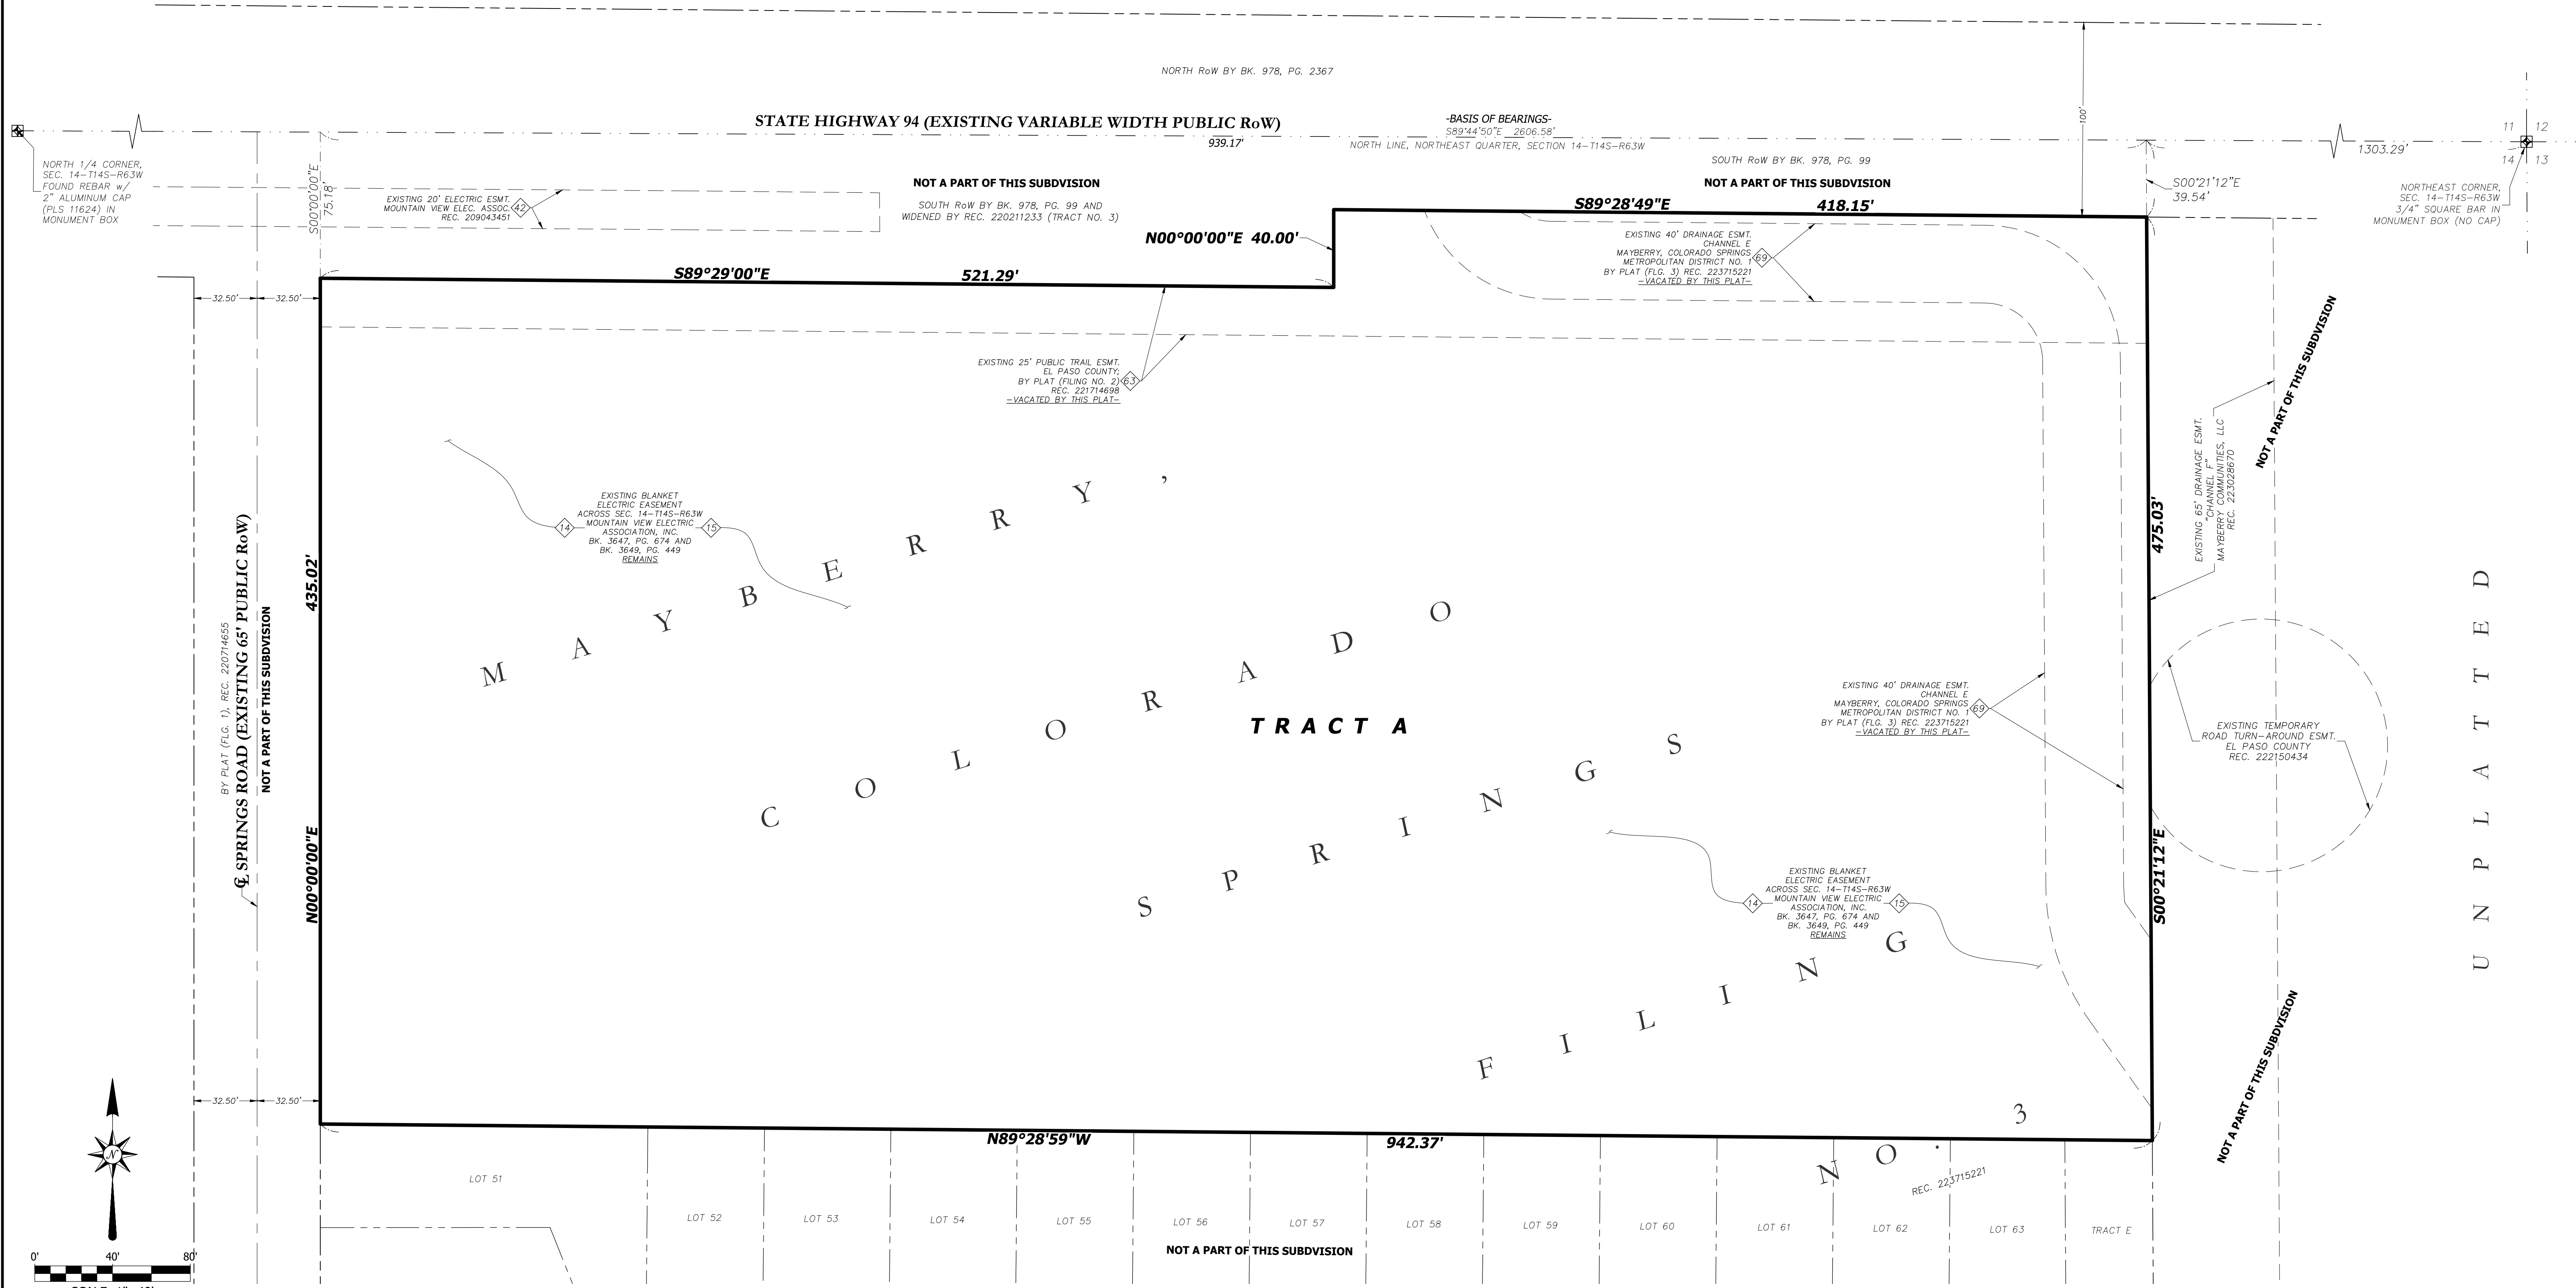 NORTH RoW BY BK. 978, PG. 2367
STATE HIGHWAY 94 (EXISTING VARIABLE WIDTH PUBLIC RoW)
939.17'
-BASIS OF BEARINGS-
S89°44'50"E 2606.58'
NORTH LINE, NORTHEAST QUARTER, SECTION 14-T14S-R63W
100'
11 12
14 13
1303.29'
NORTH 1/4 CORNER,
SEC. 14-T14S-R63W
FOUND REBAR w/
2" ALUMINUM CAP
(PLS 11624) IN
MONUMENT BOX
S00°00'00"E
75.18'
EXISTING 20' ELECTRIC ESMT.
MOUNTAIN VIEW ELEC. ASSOC.
REC. 209043451
42
NOT A PART OF THIS SUBDVISION
SOUTH RoW BY BK. 978, PG. 99 AND
WIDENED BY REC. 220211233 (TRACT NO. 3)
SOUTH RoW BY BK. 978, PG. 99
NOT A PART OF THIS SUBDVISION
S00°21'12"E
39.54'
NORTHEAST CORNER,
SEC. 14-T14S-R63W
3/4" SQUARE BAR IN
MONUMENT BOX (NO CAP)
S89°28'49"E 418.15'
N00°00'00"E 40.00'
S89°29'00"E 521.29'
EXISTING 40' DRAINAGE ESMT.
CHANNEL E
MAYBERRY, COLORADO SPRINGS
METROPOLITAN DISTRICT NO. 1
BY PLAT (FLG. 3) REC. 223715221
-VACATED BY THIS PLAT-
69
32.50' 32.50'
EXISTING 25' PUBLIC TRAIL ESMT.
EL PASO COUNTY;
BY PLAT (FILING NO. 2)
REC. 221714698
-VACATED BY THIS PLAT-
63
NOT A PART OF THIS SUBDVISION
EXISTING 65' DRAINAGE ESMT.
"CHANNEL F"
MAYBERRY COMMUNITIES, LLC
REC. 223028670
EXISTING BLANKET
ELECTRIC EASEMENT
ACROSS SEC. 14-T14S-R63W
MOUNTAIN VIEW ELECTRIC
ASSOCIATION, INC.
BK. 3647, PG. 674 AND
BK. 3649, PG. 449
REMAINS
14
15
MAYBERRY,
COLORADO
SPRINGS
FILING
NO. 3
REC. 223715221
TRACT A
475.03'
S00°21'12"E
435.02'
N00°00'00"E
BY PLAT (FLG. 1), REC. 220714655
℄ SPRINGS ROAD (EXISTING 65' PUBLIC RoW)
NOT A PART OF THIS SUBDVISION
EXISTING 40' DRAINAGE ESMT.
CHANNEL E
MAYBERRY, COLORADO SPRINGS
METROPOLITAN DISTRICT NO. 1
BY PLAT (FLG. 3) REC. 223715221
-VACATED BY THIS PLAT-
69
EXISTING TEMPORARY
ROAD TURN-AROUND ESMT.
EL PASO COUNTY
REC. 222150434
UNPLATTED
EXISTING BLANKET
ELECTRIC EASEMENT
ACROSS SEC. 14-T14S-R63W
MOUNTAIN VIEW ELECTRIC
ASSOCIATION, INC.
BK. 3647, PG. 674 AND
BK. 3649, PG. 449
REMAINS
14
15
NOT A PART OF THIS SUBDVISION
32.50' 32.50'
N89°28'59"W 942.37'
N
LOT 51
LOT 52
LOT 53
LOT 54
LOT 55
LOT 56
LOT 57
LOT 58
LOT 59
LOT 60
LOT 61
LOT 62
LOT 63
TRACT E
NOT A PART OF THIS SUBDVISION
0' 40' 80'